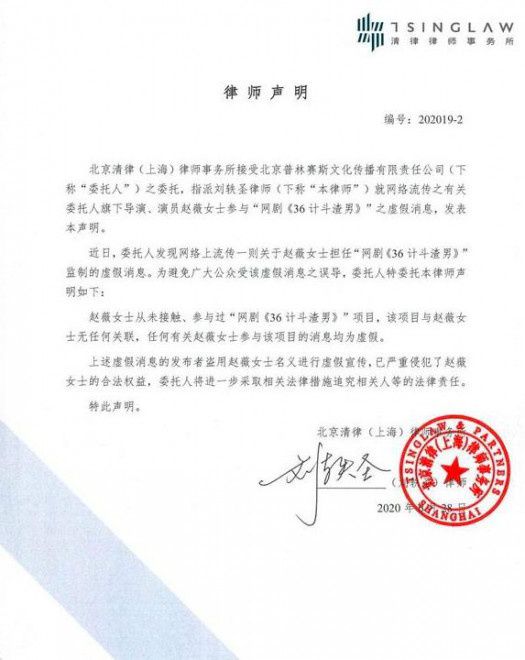 TSINGLAW
清律律师事务所
律师声明
编号：202019-2
北京清律（上海）律师事务所接受北京普林赛斯文化传播有限责任公司（下
称“委托人”）之委托，指派刘轶圣律师（下称“本律师”）就网络流传之有关
委托人旗下导演、演员赵薇女士参与“网剧《36计斗渣男》”之虚假消息，发表
本声明。
近日，委托人发现网络上流传一则关于赵薇女士担任“网剧《36计斗渣男》”
监制的虚假消息。为避免广大公众受该虚假消息之误导，委托人特委托本律师声
明如下：
赵薇女士从未接触、参与过“网剧《36计斗渣男》”项目，该项目与赵薇女
士无任何关联，任何有关赵薇女士参与该项目的消息均为虚假。
上述虚假消息的发布者盗用赵薇女士名义进行虚假宣传，已严重侵犯了赵薇
女士的合法权益，委托人将进一步采取相关法律措施追究相关人等的法律责任。
特此声明。
北京清律（上海）律师事务所
刘轶圣
（刘轶圣）律师
2020年 28日
TSINGLAW & PARTNERS
北京清律(上海)律师事务所
SHANGHAI